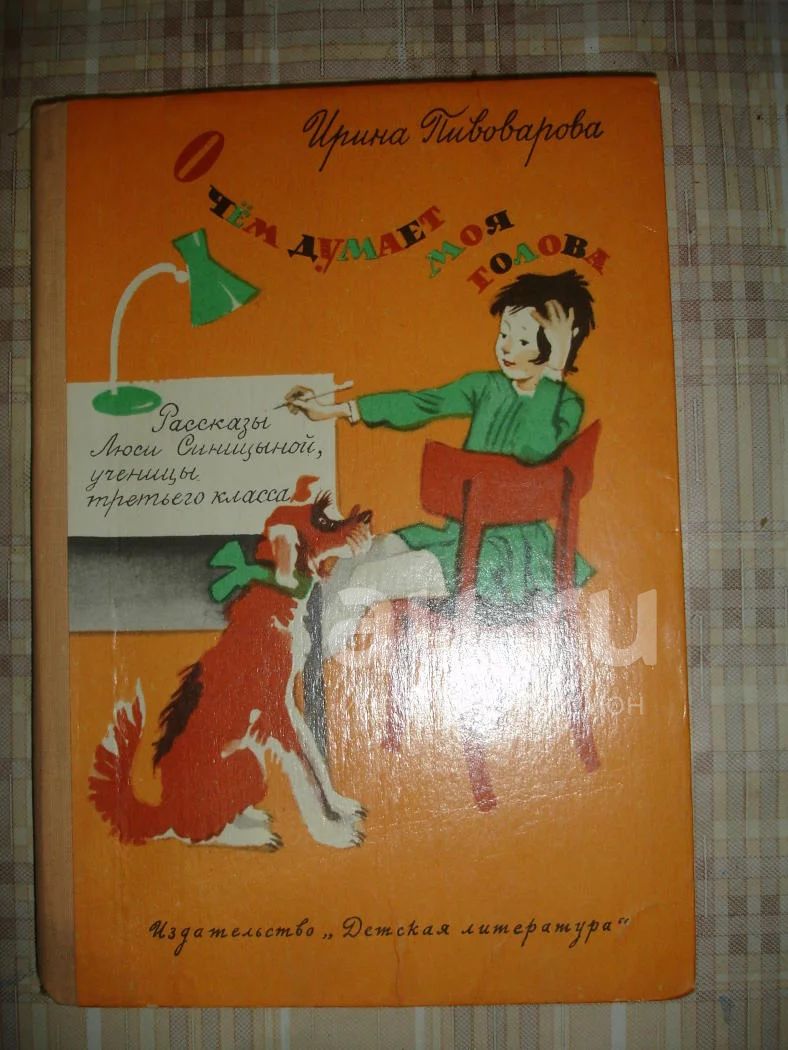 Ирина Пивоварова
О чём думает моя голова
Рассказы
Люси Синицыной,
ученицы
третьего класса
Издательство „Детская литература“